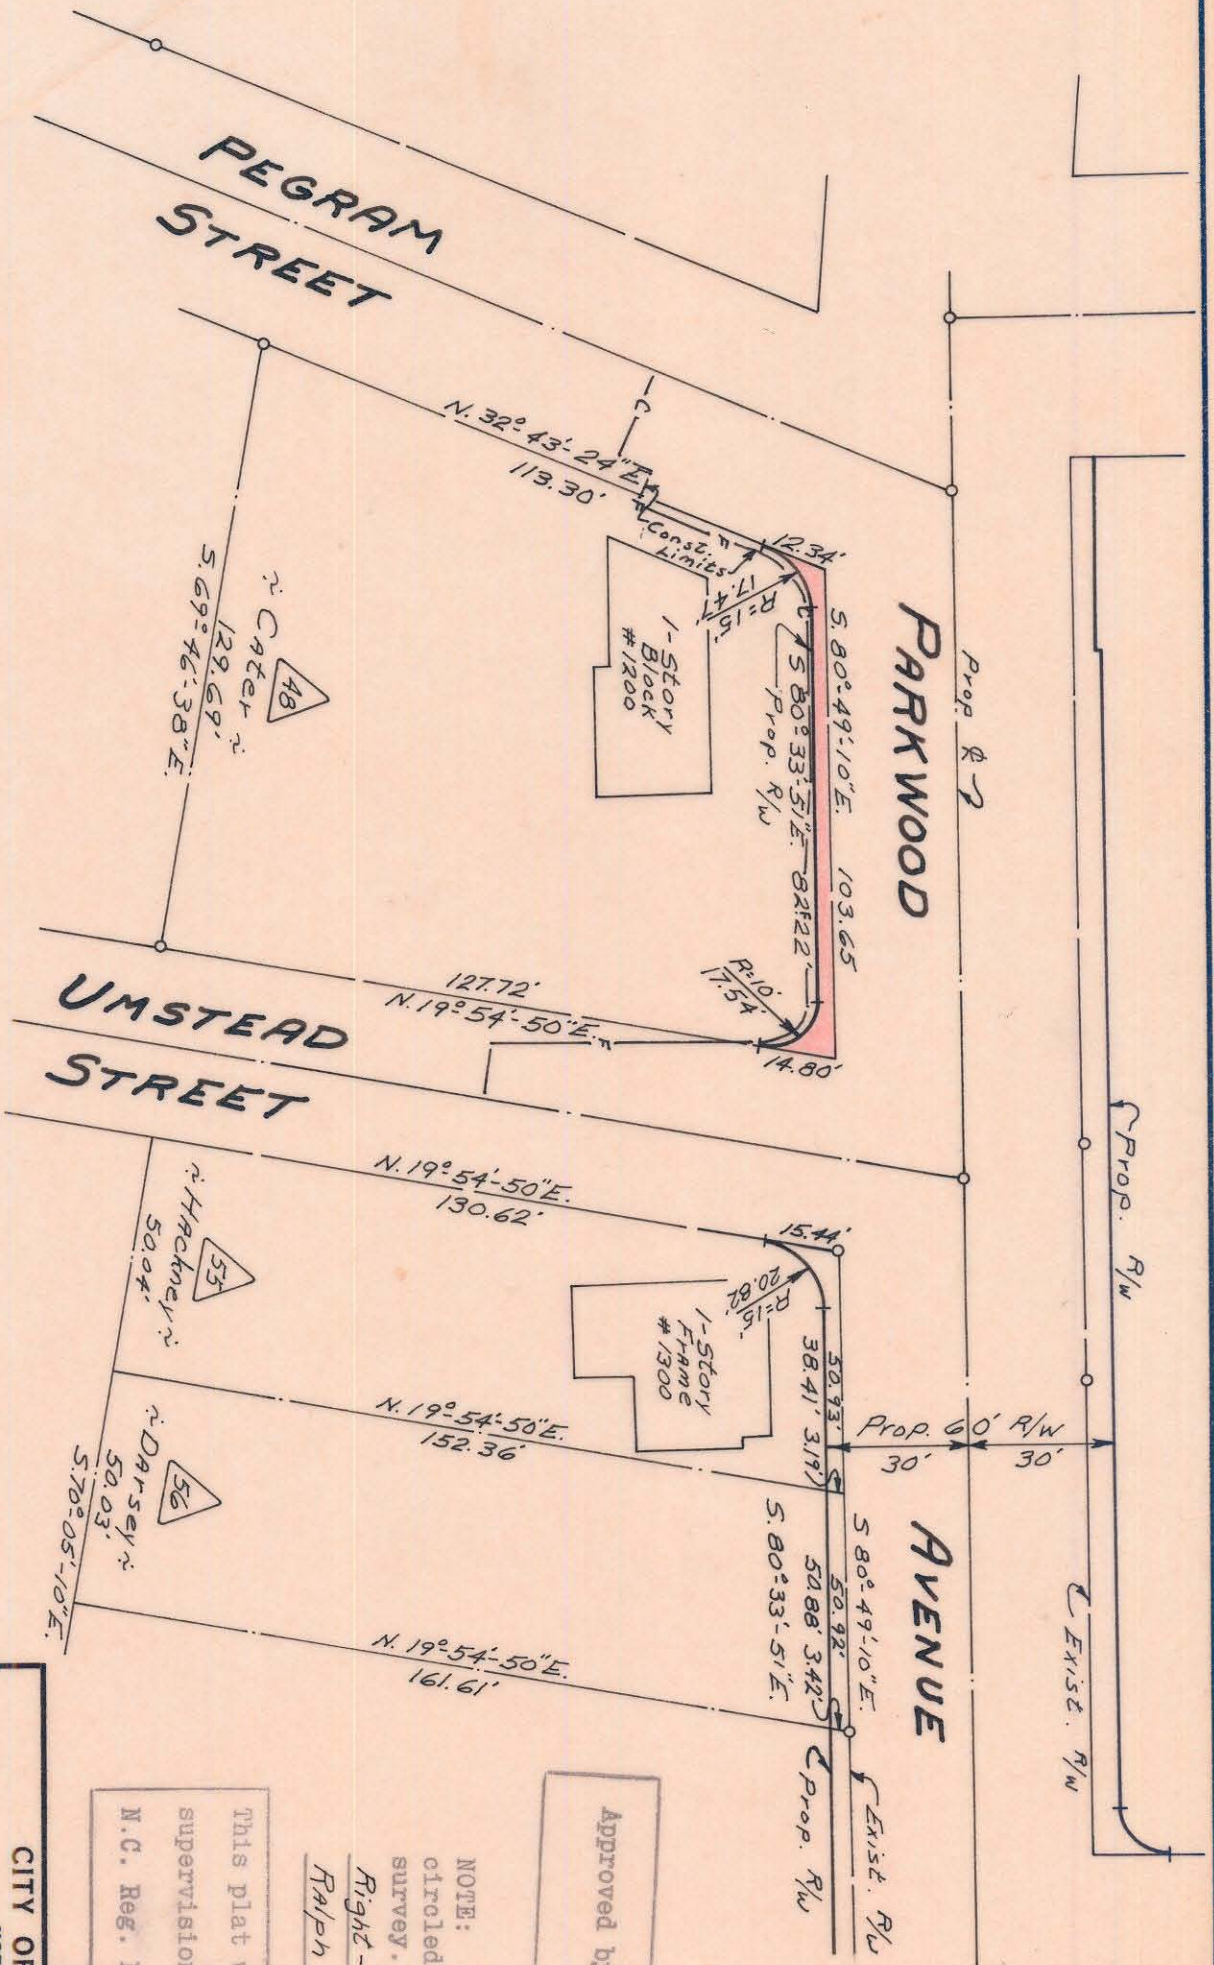 PEGRAM
STREET
PARKWOOD
AVENUE
UMSTEAD
STREET
Prop. ℄
Prop. R/W
Exist. R/W
N. 32°-43'-24"E.
113.30'
Const.
Limits
12.34'
R=15'
17.47'
S. 80°-49'-10"E. 103.65
S 80°-33'-51"E. 82.22'
Prop. R/W
1-Story
Block
#1200
48
~ Cater ~
129.69'
S. 69°-46'-38"E.
127.72'
N. 19°-54'-50"E.
R=10'
17.54'
14.80'
F
F
C
N. 19°-54'-50"E.
130.62'
15.44'
R=15'
20.82'
1-Story
Frame
#1300
50.93'
38.41' 3.19'
Prop. 60' R/W
30' 30'
55
~ Hackney ~
50.04'
N. 19°-54'-50"E.
152.36'
56
~ Darsey ~
50.03'
S. 70°-05'-10"E.
S 80°-49'-10"E.
50.92'
50.88' 3.42'
S. 80°-33'-51"E.
N. 19°-54'-50"E.
161.61'
Exist. R/W
Prop. R/W
Approved b
NOTE:
circled
survey.
Right-
Ralph
This plat
supervision
N.C. Reg.
CITY OF